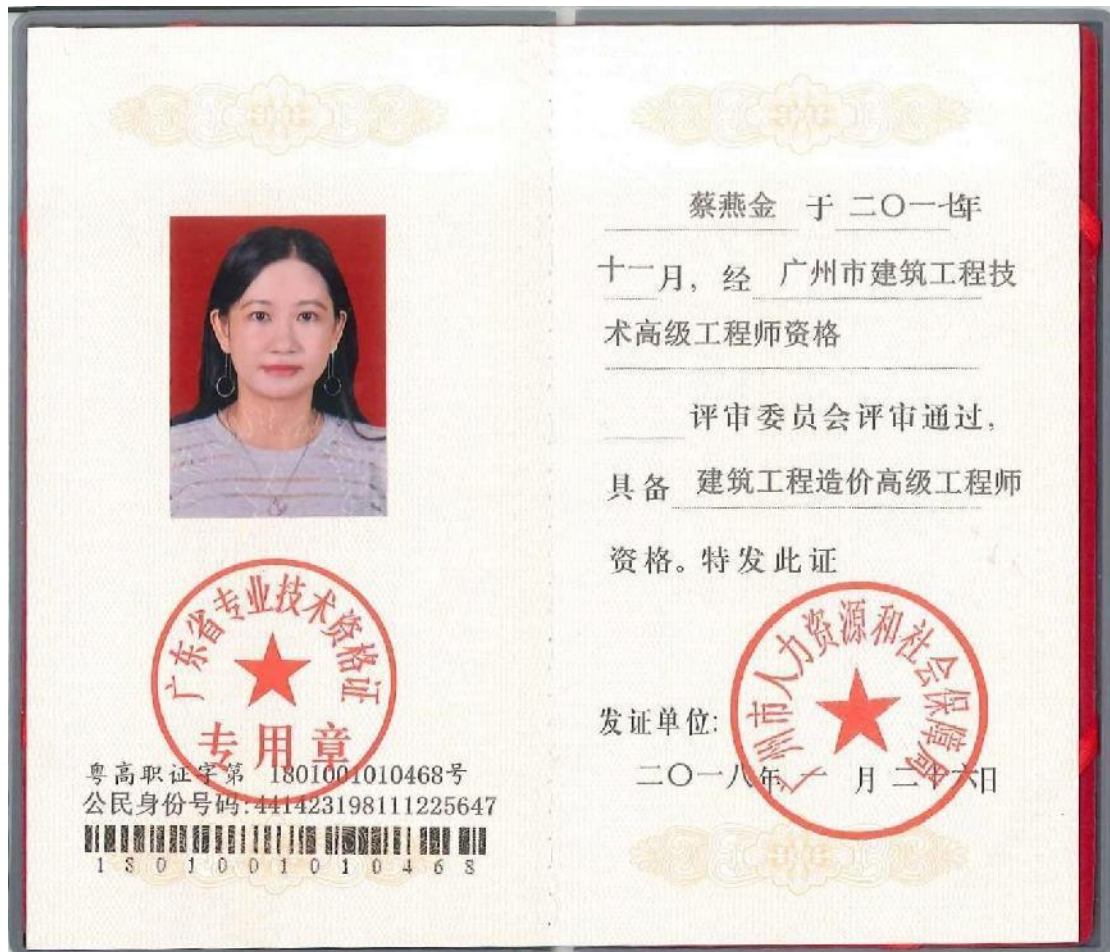 广东省专业技术资格证
专用章
粤高职证字第 1801001010468号
公民身份号码:441423198111225647
1801001010468
蔡燕金 于 二〇一七年
十一月, 经 广州市建筑工程技
术高级工程师资格
评审委员会评审通过,
具备 建筑工程造价高级工程师
资格。特发此证
广州市人力资源和社会保障局
发证单位:
二〇一八年 一 月 二十六日